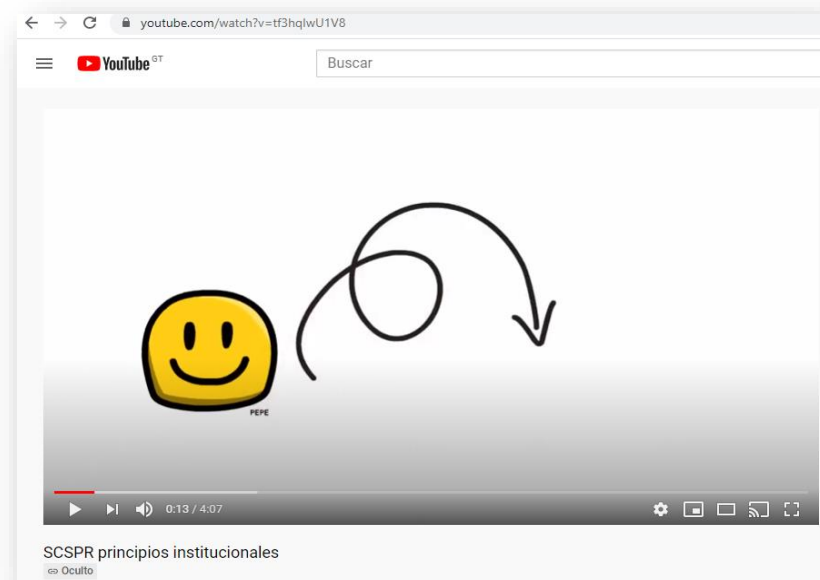 youtube.com/watch?v=tf3hqlwU1V8
YouTube GT
Buscar
PEPE
0:13 / 4:07
SCSPR principios institucionales
Oculto